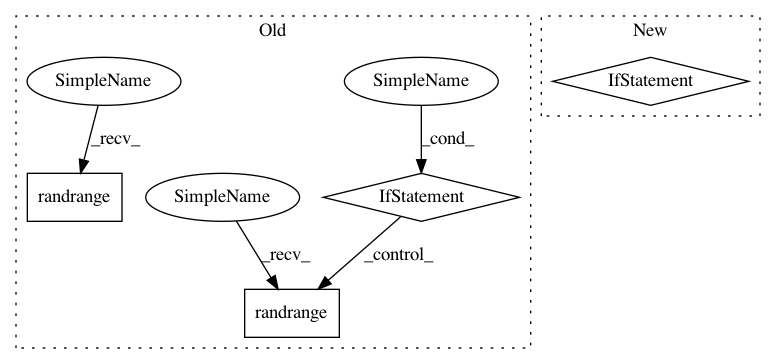 Old
New
SimpleName
SimpleName
IfStatement
_recv_
_cond_
randrange
SimpleName
IfStatement
_recv_
_control_
randrange